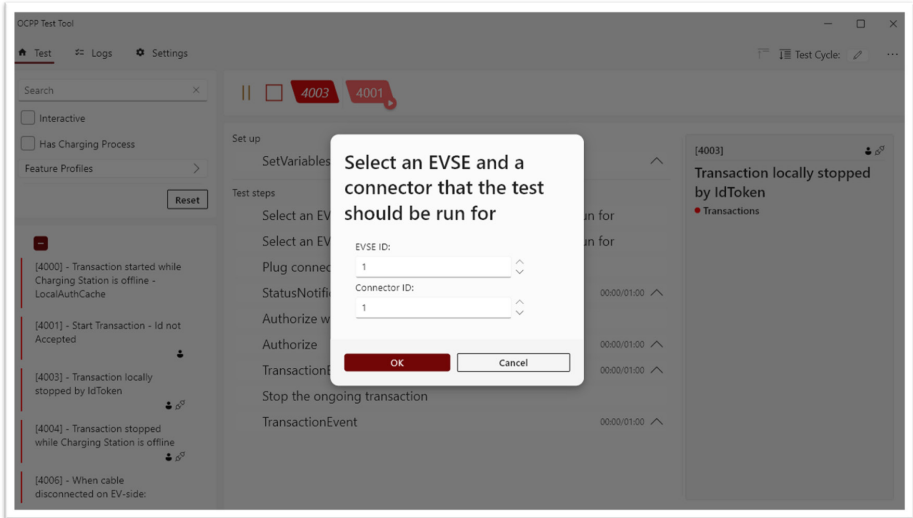 OCPP Test Tool
Test
Logs
Settings
Test Cycle:
Search
Interactive
Has Charging Process
Feature Profiles
Reset
[4000] - Transaction started while
Charging Station is offline -
LocalAuthCache
[4001] - Start Transaction - Id not
Accepted
[4003] - Transaction locally
stopped by IdToken
[4004] - Transaction stopped
while Charging Station is offline
[4006] - When cable
disconnected on EV-side:
4003
4001
Set up
SetVariables
Test steps
Select an EV
un for
Select an EV
un for
Plug connec
StatusNotifi
00:00/01:00
Authorize w
Authorize
00:00/01:00
TransactionE
00:00/01:00
Stop the ongoing transaction
TransactionEvent
00:00/01:00
Select an EVSE and a
connector that the test
should be run for
EVSE ID:
1
Connector ID:
1
OK
Cancel
[4003]
Transaction locally stopped
by IdToken
Transactions